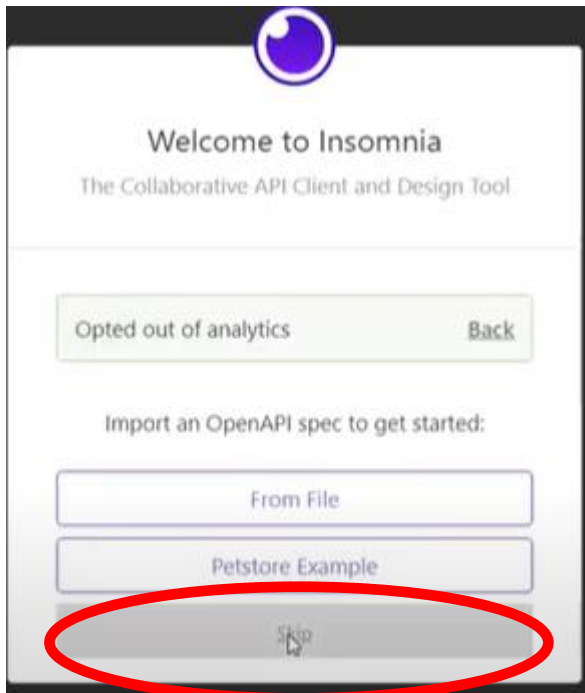 Welcome to Insomnia
The Collaborative API Client and Design Tool
Opted out of analytics Back
Import an OpenAPI spec to get started:
From File
Petstore Example
Skip